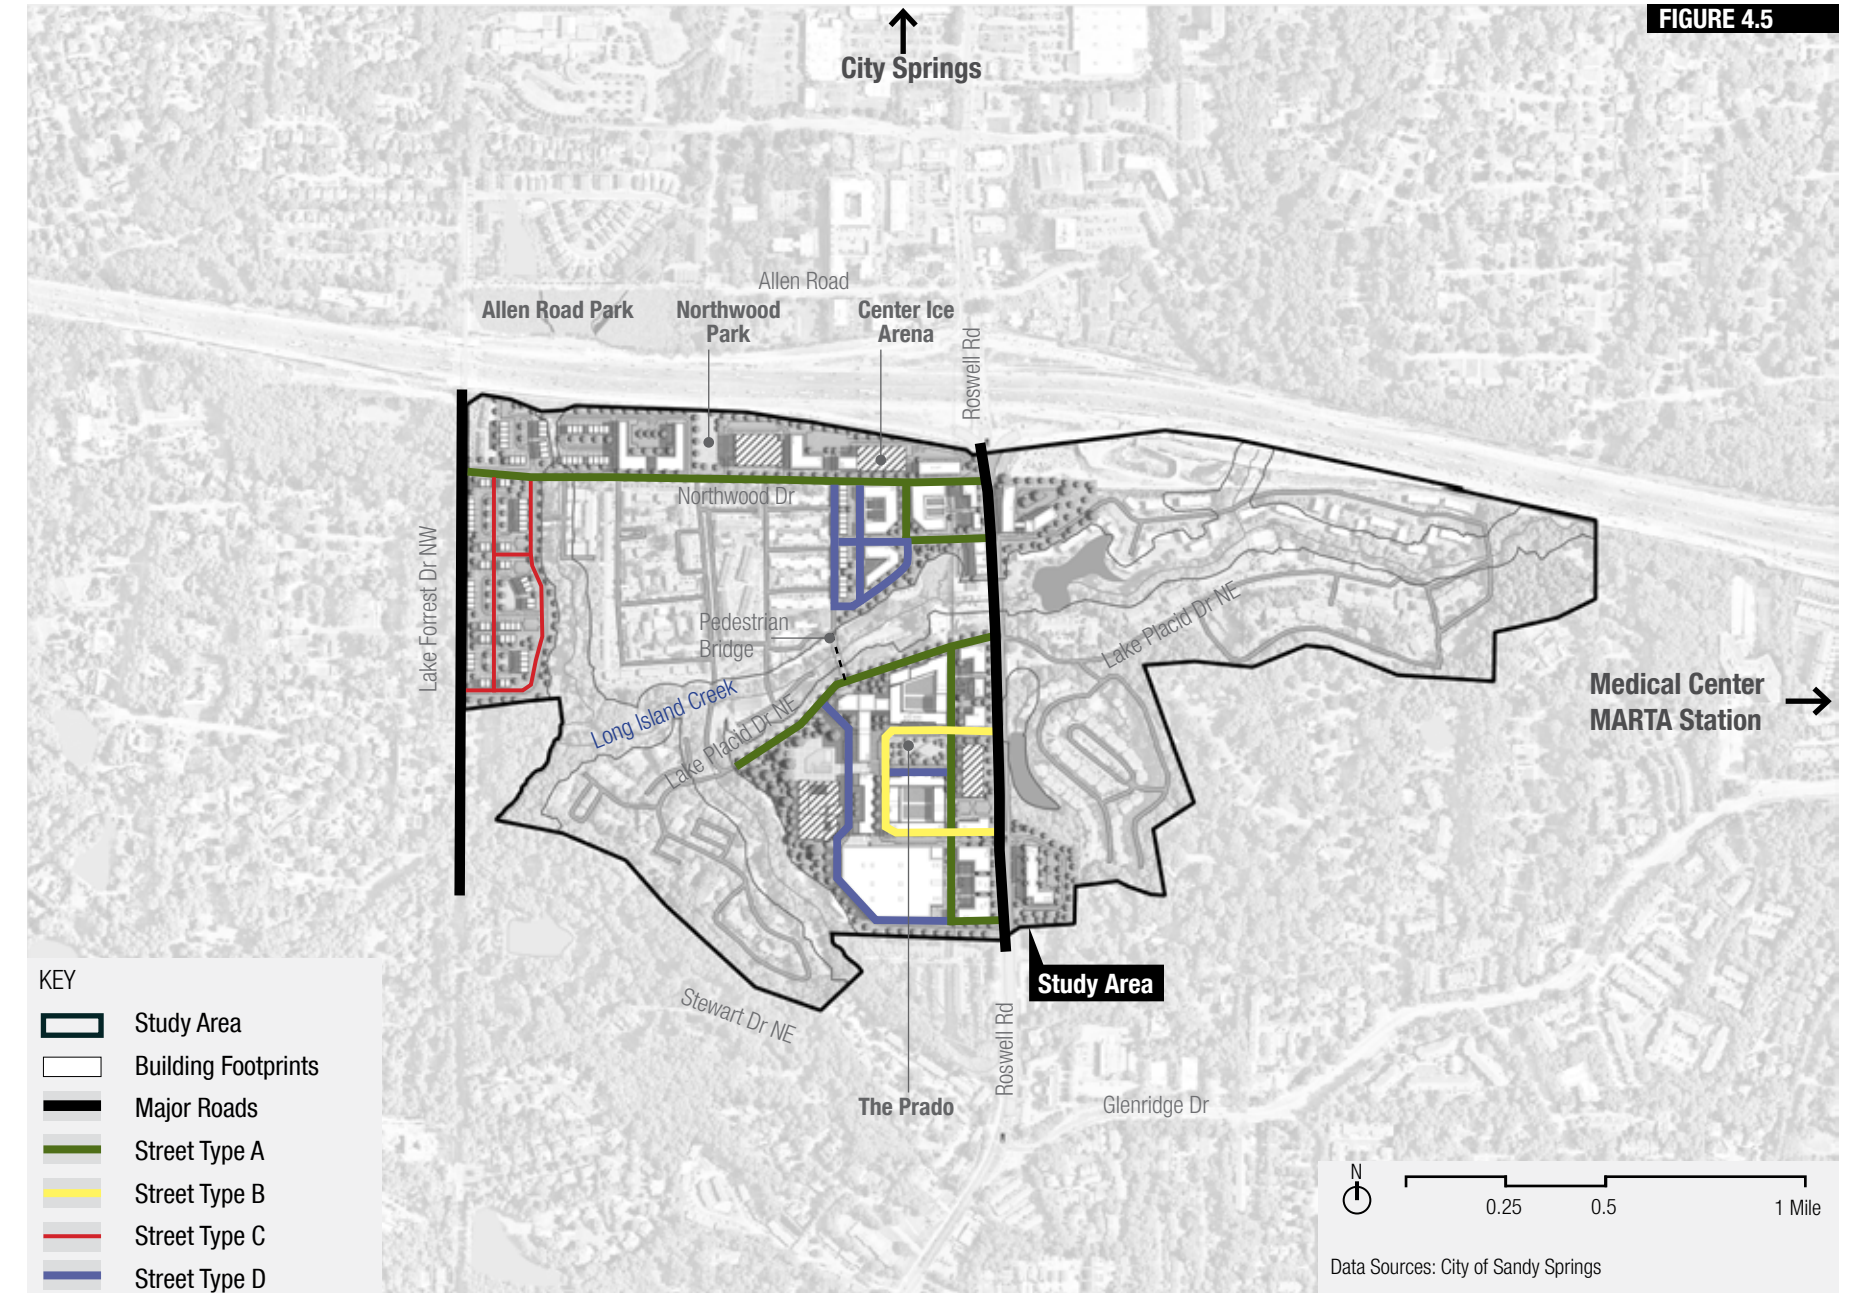 FIGURE 4.5
City Springs
Allen Road
Allen Road Park
Northwood
Park
Center Ice
Arena
Roswell Rd
Northwood Dr
Lake Forrest Dr NW
Pedestrian
Bridge
Lake Placid Dr NE
Long Island Creek
Lake Placid Dr NE
Medical Center
MARTA Station
Study Area
Stewart Dr NE
Roswell Rd
The Prado
Glenridge Dr
KEY
Study Area
Building Footprints
Major Roads
Street Type A
Street Type B
Street Type C
Street Type D
N
0.25
0.5
1 Mile
Data Sources: City of Sandy Springs